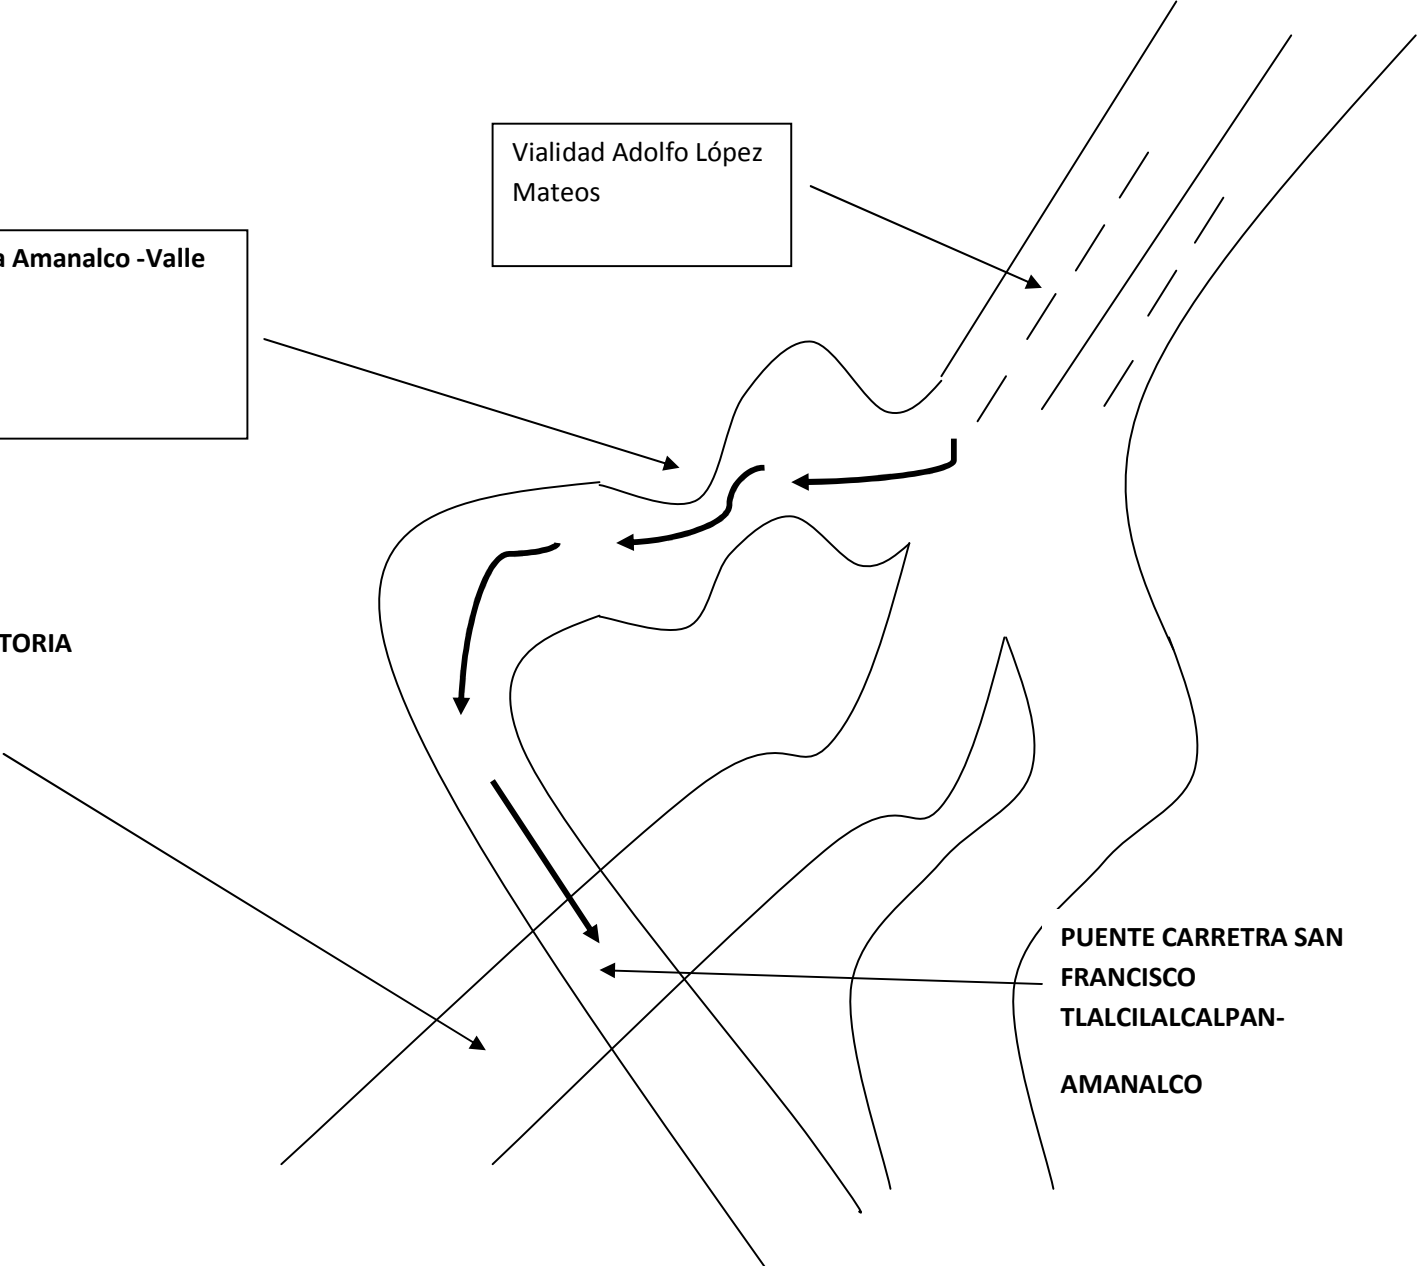 Vialidad Adolfo López
Mateos
a Amanalco -Valle
TORIA
PUENTE CARRETRA SAN
FRANCISCO
TLALCILALCALPAN-
AMANALCO